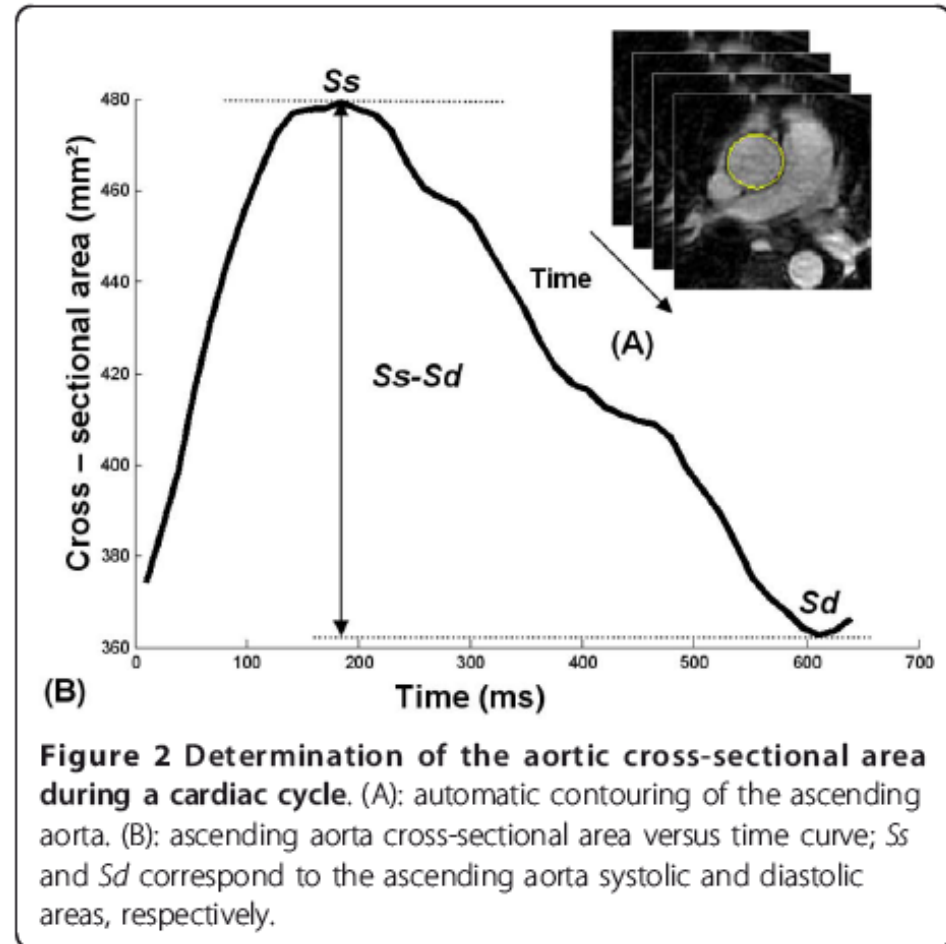 Ss
480
460
440
420
400
380
360
Cross – sectional area (mm²)
Time
(A)
Ss-Sd
Sd
0 100 200 300 400 500 600 700
(B)
Time (ms)
Figure 2 Determination of the aortic cross-sectional area
during a cardiac cycle. (A): automatic contouring of the ascending
aorta. (B): ascending aorta cross-sectional area versus time curve; Ss
and Sd correspond to the ascending aorta systolic and diastolic
areas, respectively.